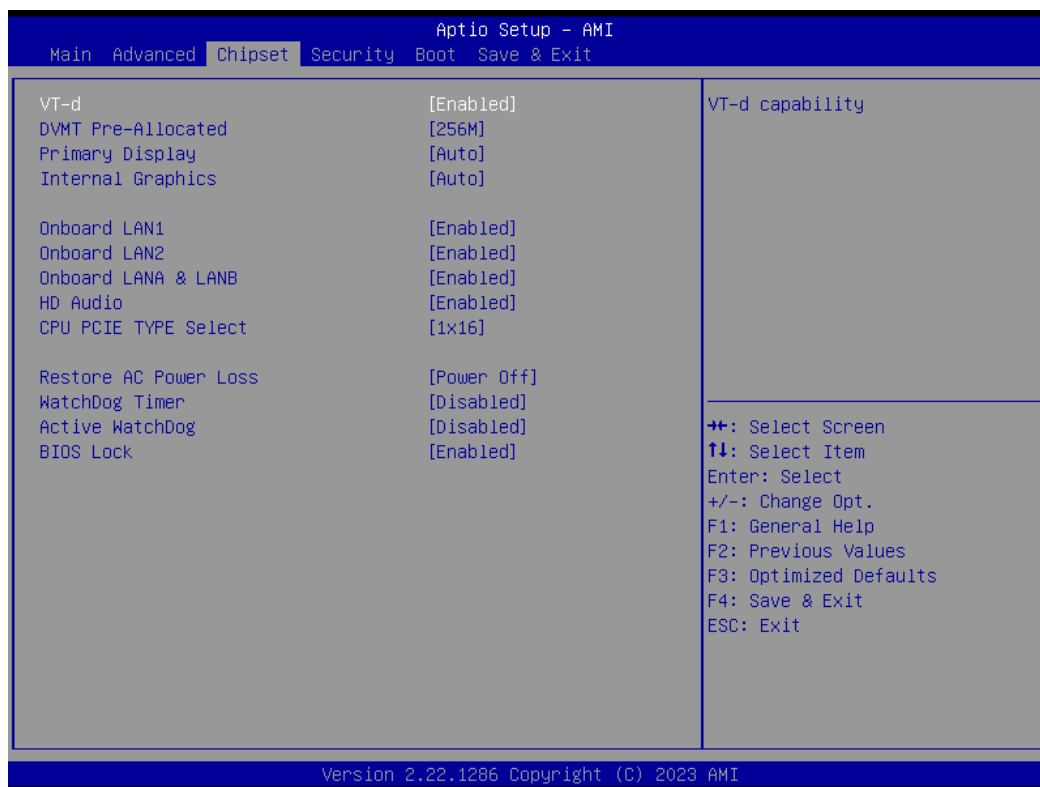 Aptio Setup – AMI
Main Advanced Chipset Security Boot Save & Exit
VT-d [Enabled]
DVMT Pre-Allocated [256M]
Primary Display [Auto]
Internal Graphics [Auto]
Onboard LAN1 [Enabled]
Onboard LAN2 [Enabled]
Onboard LANA & LANB [Enabled]
HD Audio [Enabled]
CPU PCIE TYPE Select [1x16]
Restore AC Power Loss [Power Off]
WatchDog Timer [Disabled]
Active WatchDog [Disabled]
BIOS Lock [Enabled]
VT-d capability
→←: Select Screen
↑↓: Select Item
Enter: Select
+/-: Change Opt.
F1: General Help
F2: Previous Values
F3: Optimized Defaults
F4: Save & Exit
ESC: Exit
Version 2.22.1286 Copyright (C) 2023 AMI